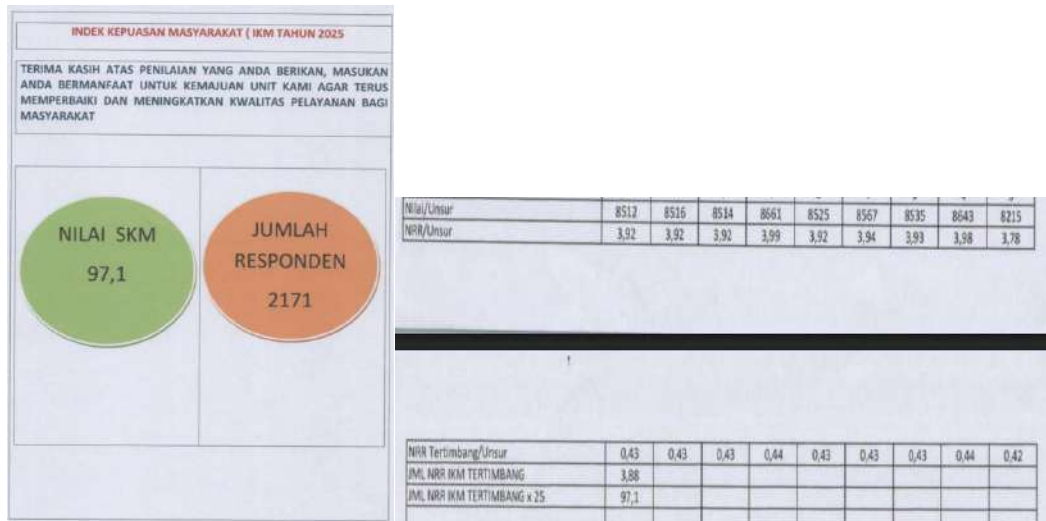 INDEK KEPUASAN MASYARAKAT ( IKM TAHUN 2025
TERIMA KASIH ATAS PENILAIAN YANG ANDA BERIKAN, MASUKAN
ANDA BERMANFAAT UNTUK KEMAJUAN UNIT KAMI AGAR TERUS
MEMPERBAIKI DAN MENINGKATKAN KWALITAS PELAYANAN BAGI
MASYARAKAT
NILAI SKM
97,1
JUMLAH
RESPONDEN
2171
Nilai/Unsur 8512 8516 8514 8661 8525 8567 8535 8643 8215
NRR/Unsur 3,92 3,92 3,92 3,99 3,92 3,94 3,93 3,98 3,78
NRR Tertimbang/Unsur 0,43 0,43 0,43 0,44 0,43 0,43 0,43 0,44 0,42
JML NRR IKM TERTIMBANG 3,88
JML NRR IKM TERTIMBANG x 25 97,1